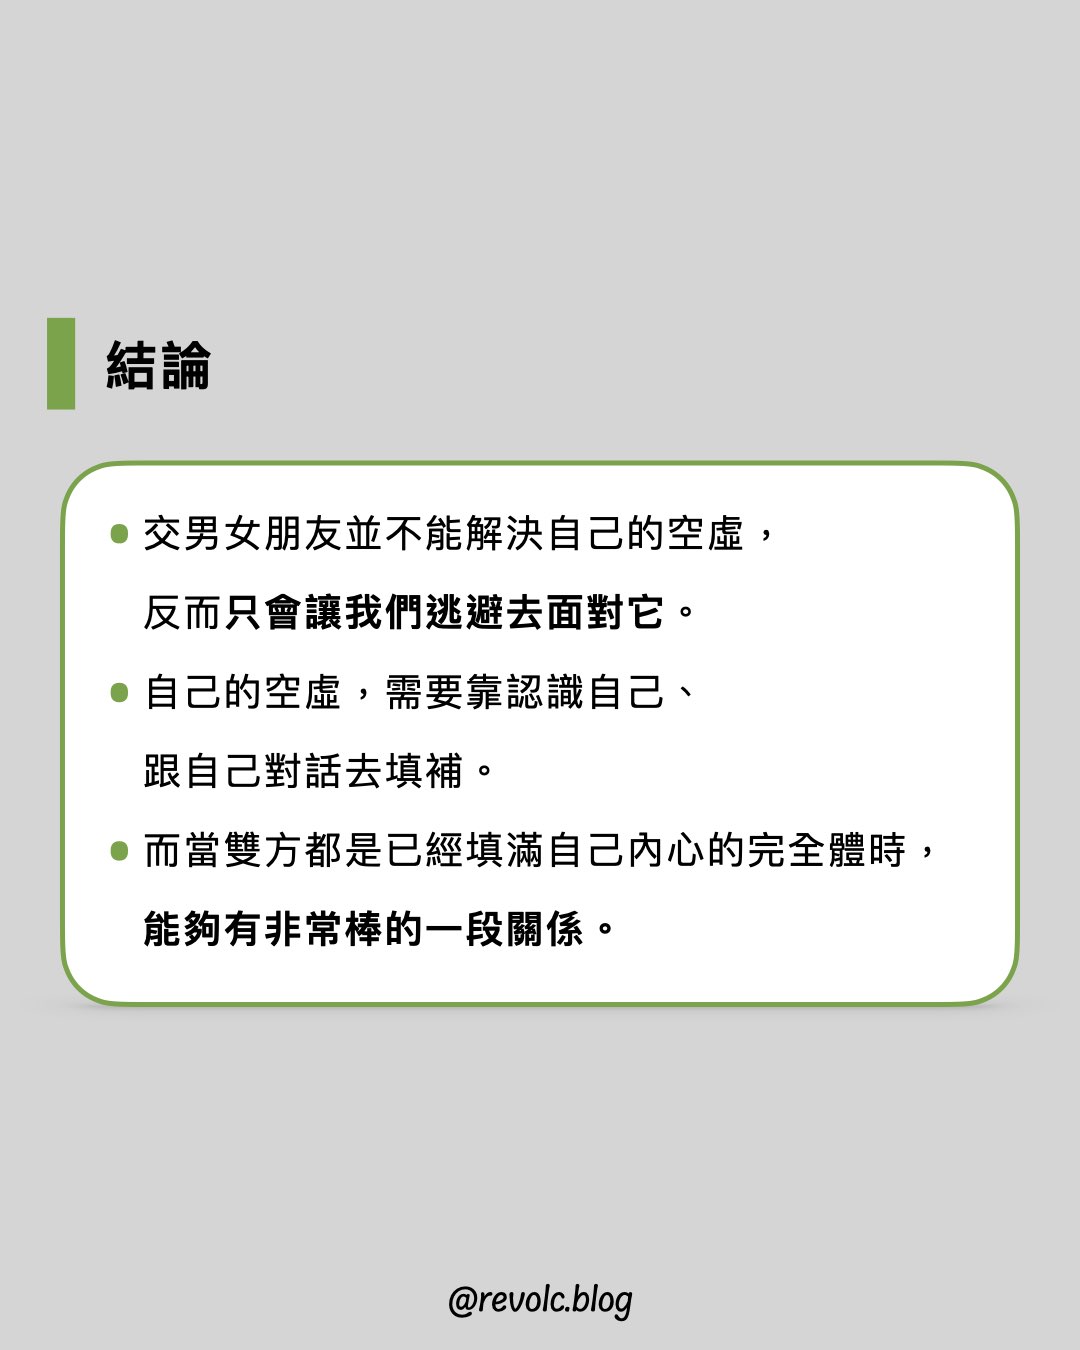 結論
交男女朋友並不能解決自己的空虛，
反而只會讓我們逃避去面對它。
自己的空虛，需要靠認識自己、
跟自己對話去填補。
而當雙方都是已經填滿自己內心的完全體時，
能夠有非常棒的一段關係。
@revolc.blog